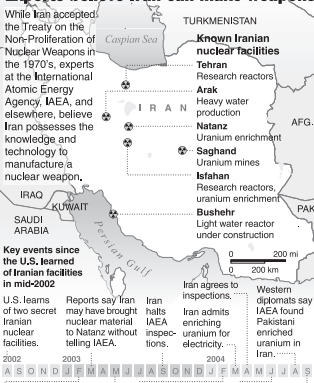 While Iran accepted
the Treaty on the
Non-Proliferation of
Nuclear Weapons in
the 1970's, experts
at the International
Atomic Energy
Agency, IAEA, and
elsewhere, believe
Iran possesses the
knowledge and
technology to
manufacture a
nuclear weapon.
TURKMENISTAN
Caspian Sea
Known Iranian
nuclear facilities
Tehran
Research reactors
Arak
Heavy water
production
Natanz
Uranium enrichment
Saghand
Uranium mines
Isfahan
Research reactors,
uranium enrichment
Bushehr
Light water reactor
under construction
IRAN
AFG.
PAK
IRAQ
KUWAIT
SAUDI
ARABIA
Persian Gulf
0 200 mi
0 200 km
Key events since
the U.S. learned
of Iranian facilities
in mid-2002
U.S. learns
of two secret
Iranian
nuclear
facilities.
Reports say Iran
may have brought
nuclear material
to Natanz without
telling IAEA.
Iran
halts
IAEA
inspec-
tions.
Iran agrees to
inspections.
Iran admits
enriching
uranium for
electricity.
Western
diplomats say
IAEA found
Pakistani
enriched
uranium in
Iran.
2002 2003 2004
A S O N D J F M A M J J A S O N D J F M A M J J A S